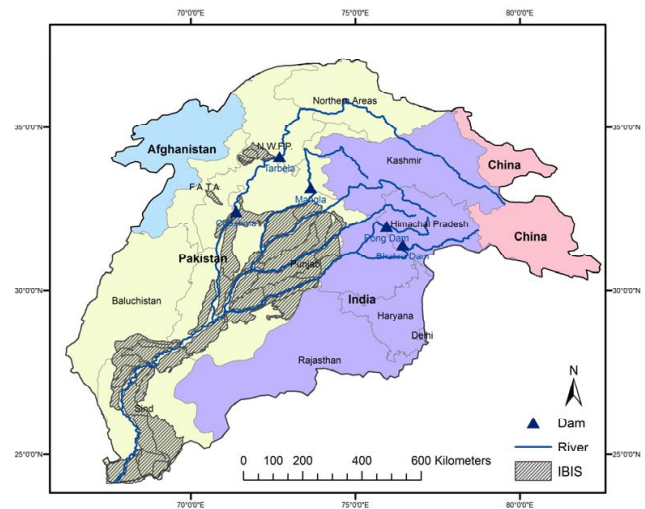 70°0'0"E 75°0'0"E 80°0'0"E
Northern Areas
35°0'0"N 35°0'0"N
Afghanistan
N.W.F.P.
Tarbela
Kashmir
China
F.A.T.A
Mangla
Himachal Pradesh
Pong Dam
China
Bhakra Dam
Pakistan
Punjab
30°0'0"N 30°0'0"N
Baluchistan
India
Haryana
Delhi
Rajasthan
N
Sind
Dam
River
0 100 200 400 600 Kilometers
IBIS
25°0'0"N 25°0'0"N
70°0'0"E 75°0'0"E 80°0'0"E